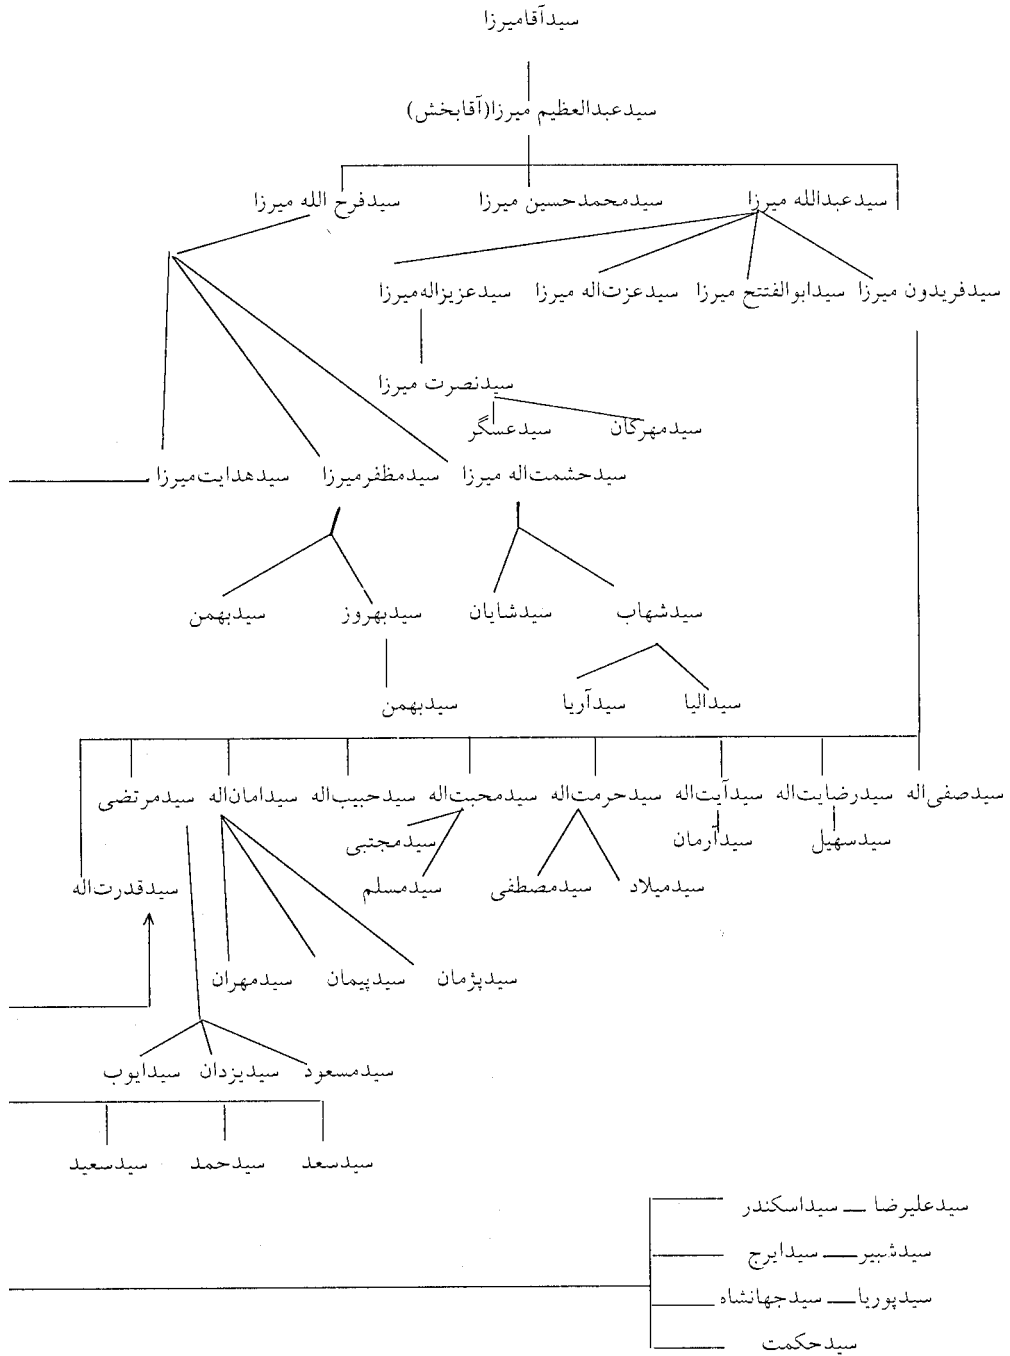 سیدآقامیرزا
سیدعبدالعظیم میرزا(آقابخش)
سیدعبدالله میرزا سیدمحمدحسین میرزا سیدفرح الله میرزا
سیدفریدون میرزا سیدابوالفتتح میرزا سیدعزت‌اله میرزا سیدعزیزاله‌میرزا
سیدنصرت میرزا
سیدمهرکان سیدعسگر
سیدحشمت‌اله میرزا سیدمظفرمیرزا سیدهدایت‌میرزا
سیدشهاب سیدشایان سیدبهروز سیدبهمن
سیدالیا سیدآریا سیدبهمن
سیدصفی‌اله سیدرضایت‌اله سیدآیت‌اله سیدحرمت‌اله سیدمحبت‌اله سیدحبیب‌اله سیدامان‌اله سیدمرتضی
سیدسهیل سیدآرمان سیدمجتبی
سیدمیلاد سیدمصطفی سیدمسلم سیدقدرت‌اله
سیدپژمان سیدپیمان سیدمهران
سیدمسعود سیدیزدان سیدایوب
سیدسعد سیدحمد سیدسعید
سیدعلیرضا — سیداسکندر
سیدشبیر — سیدایرج
سیدپوریا — سیدجهانشاه
سیدحکمت